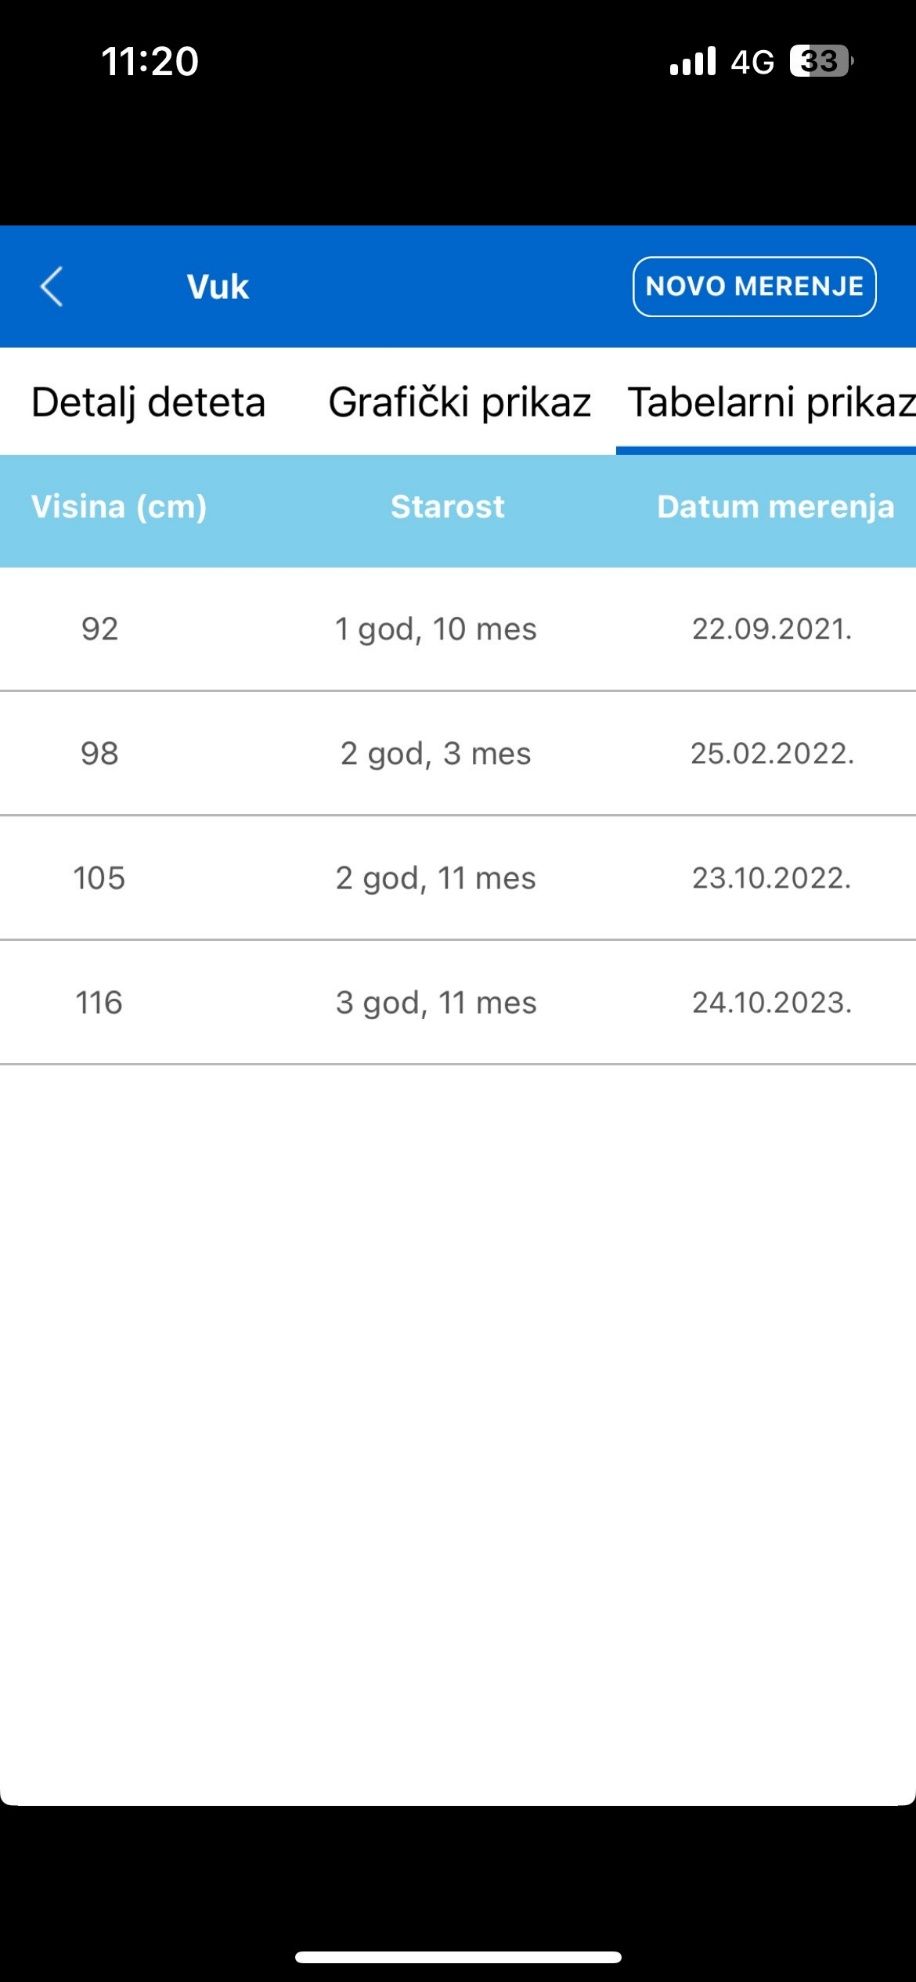 11:20 4G 33
Vuk NOVO MERENJE
Detalj deteta Grafički prikaz Tabelarni prikaz
Visina (cm) Starost Datum merenja
92 1 god, 10 mes 22.09.2021.
98 2 god, 3 mes 25.02.2022.
105 2 god, 11 mes 23.10.2022.
116 3 god, 11 mes 24.10.2023.